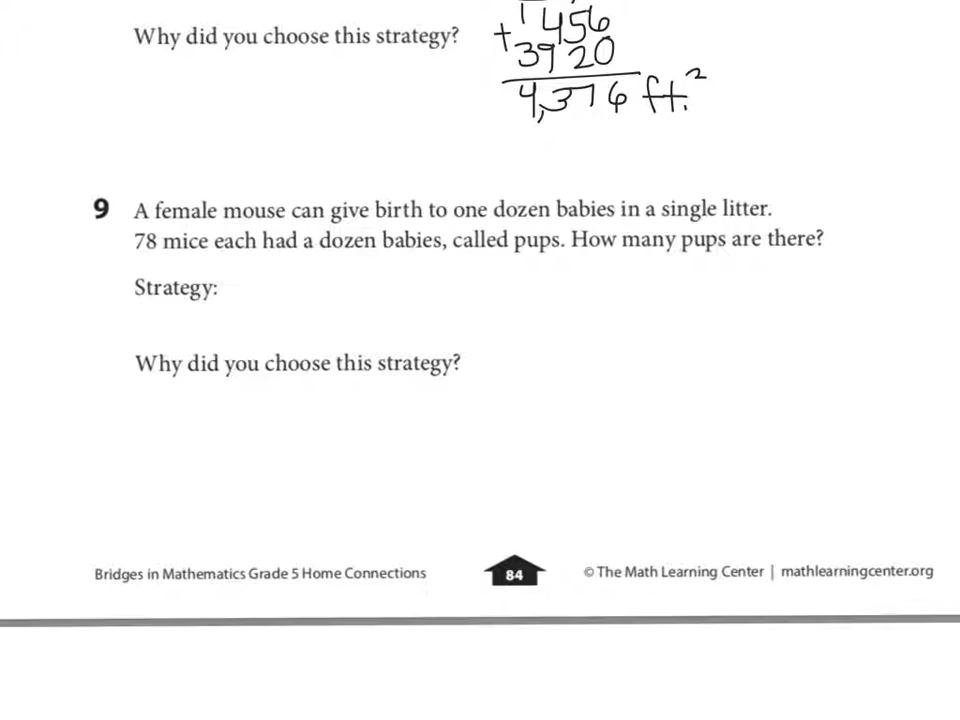 1
Why did you choose this strategy? 456
+ 3920
4,376 ft.²
9 A female mouse can give birth to one dozen babies in a single litter.
78 mice each had a dozen babies, called pups. How many pups are there?
Strategy:
Why did you choose this strategy?
Bridges in Mathematics Grade 5 Home Connections 84 © The Math Learning Center | mathlearningcenter.org